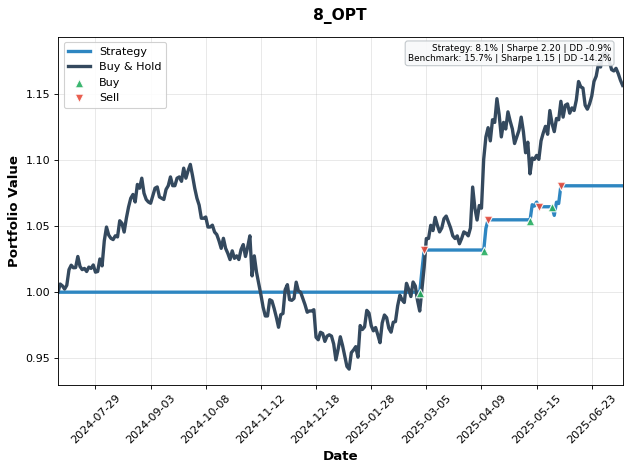 8_OPT
Strategy
Buy & Hold
Buy
Sell
Strategy: 8.1% | Sharpe 2.20 | DD -0.9%
Benchmark: 15.7% | Sharpe 1.15 | DD -14.2%
Portfolio Value
1.15
1.10
1.05
1.00
0.95
2024-07-29
2024-09-03
2024-10-08
2024-11-12
2024-12-18
2025-01-28
2025-03-05
2025-04-09
2025-05-15
2025-06-23
Date